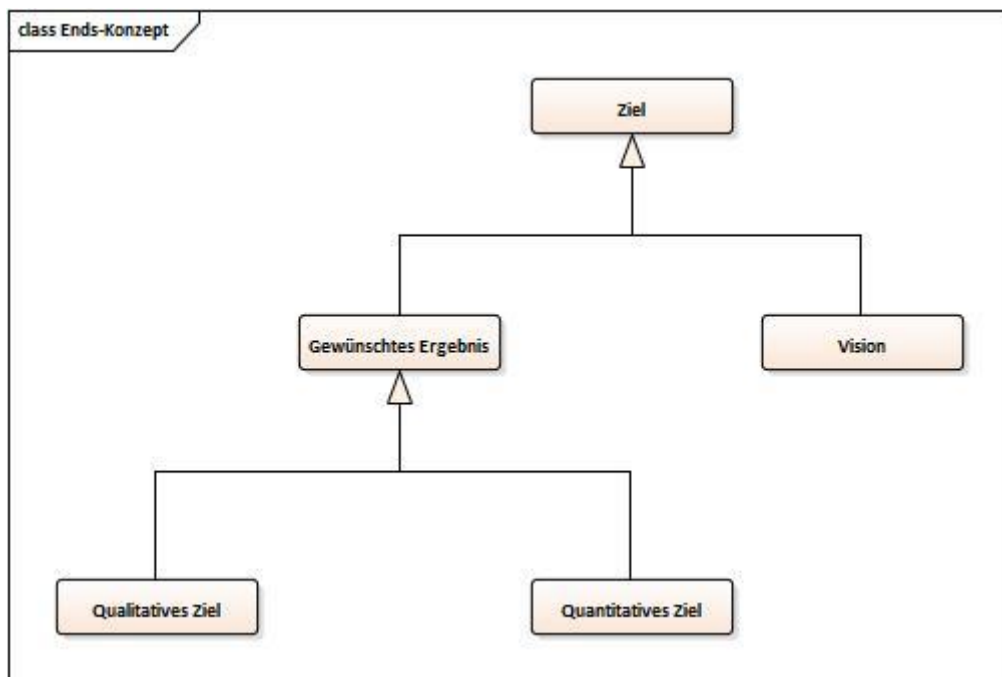 class Ends-Konzept
Ziel
Gewünschtes Ergebnis
Vision
Qualitatives Ziel
Quantitatives Ziel